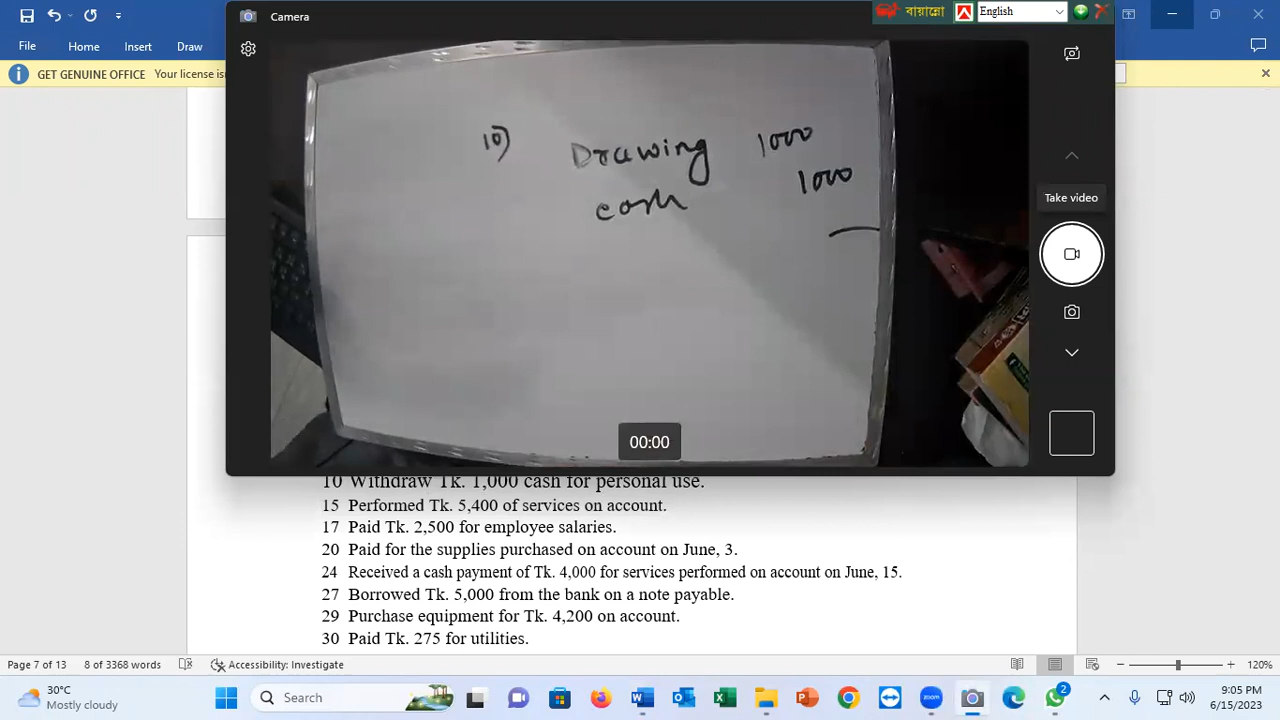 Camera
বায়ান্নো English
File Home Insert Draw
GET GENUINE OFFICE Your license isn
10) Drawing 1000
cash 1000
Take video
00:00
10 Withdraw Tk. 1,000 cash for personal use.
15 Performed Tk. 5,400 of services on account.
17 Paid Tk. 2,500 for employee salaries.
20 Paid for the supplies purchased on account on June, 3.
24 Received a cash payment of Tk. 4,000 for services performed on account on June, 15.
27 Borrowed Tk. 5,000 from the bank on a note payable.
29 Purchase equipment for Tk. 4,200 on account.
30 Paid Tk. 275 for utilities.
Page 7 of 13 8 of 3368 words Accessibility: Investigate 120%
30°C
Mostly cloudy
Search
zoom
2
9:05 PM
6/15/2023